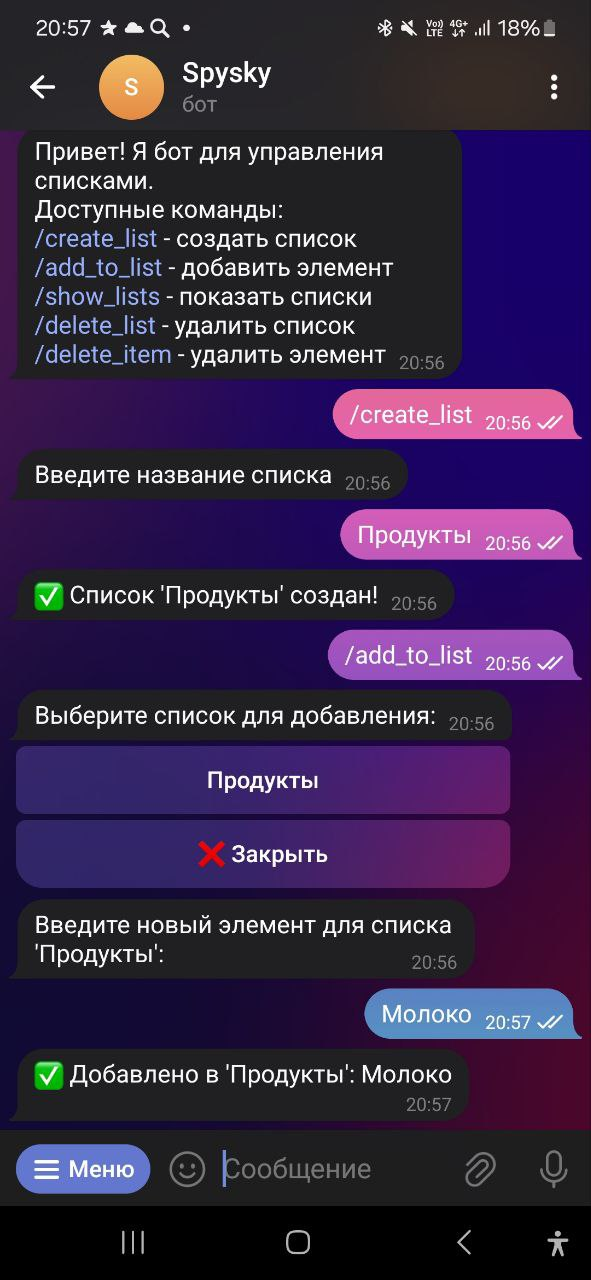 20:57
Vo)) LTE 4G+ 18%
S
Spysky
бот
Привет! Я бот для управления
списками.
Доступные команды:
/create_list - создать список
/add_to_list - добавить элемент
/show_lists - показать списки
/delete_list - удалить список
/delete_item - удалить элемент 20:56
/create_list 20:56
Введите название списка 20:56
Продукты 20:56
Список 'Продукты' создан! 20:56
/add_to_list 20:56
Выберите список для добавления: 20:56
Продукты
Закрыть
Введите новый элемент для списка
'Продукты': 20:56
Молоко 20:57
Добавлено в 'Продукты': Молоко
20:57
Меню
Сообщение